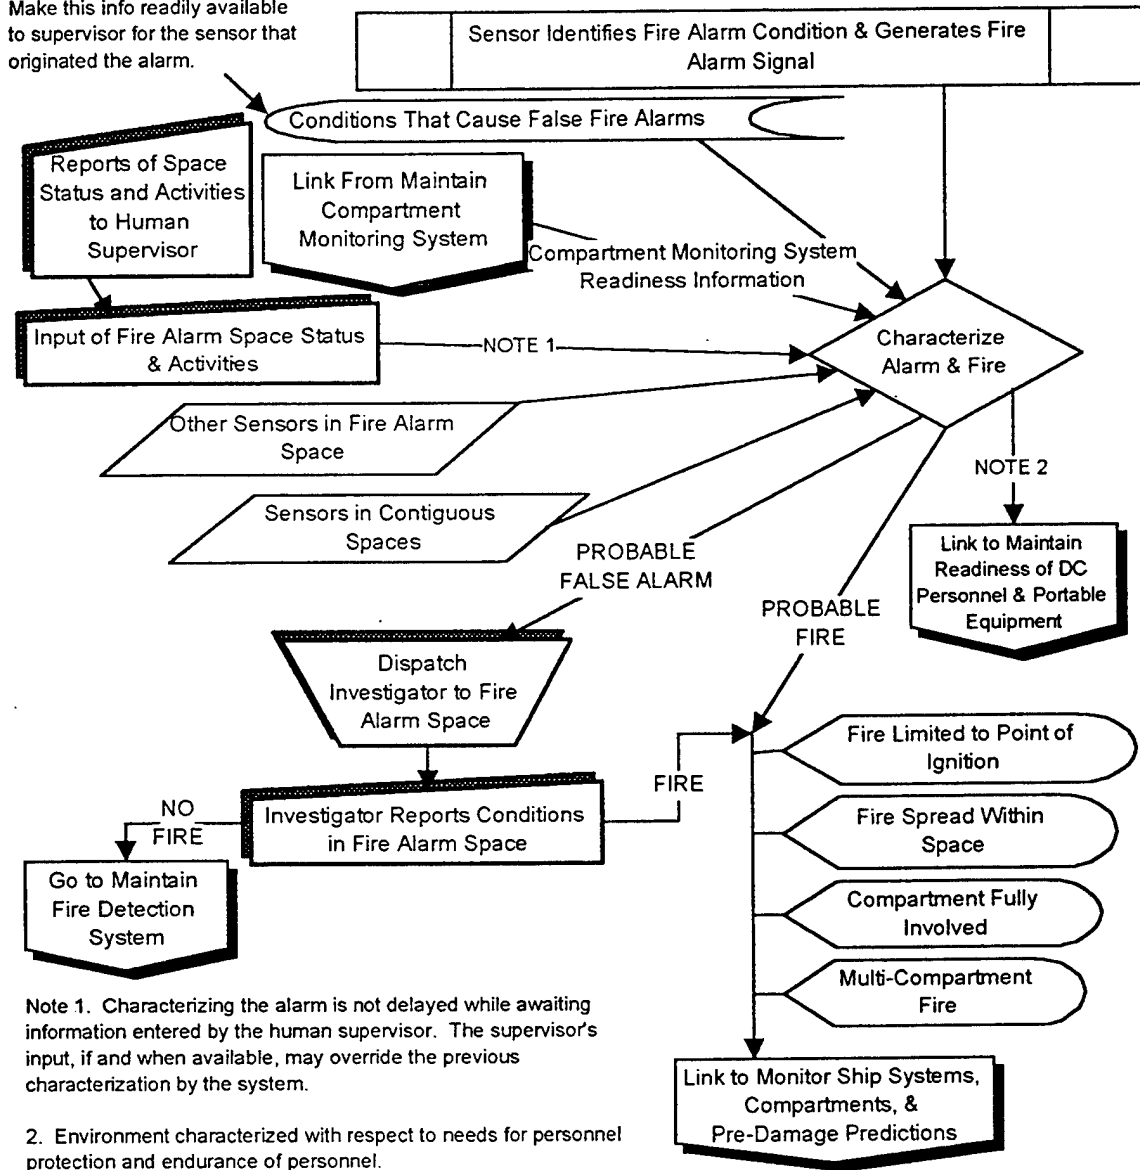 Make this info readily available
to supervisor for the sensor that
originated the alarm.
Sensor Identifies Fire Alarm Condition & Generates Fire
Alarm Signal
Conditions That Cause False Fire Alarms
Reports of Space
Status and Activities
to Human
Supervisor
Link From Maintain
Compartment
Monitoring System
Compartment Monitoring System
Readiness Information
Input of Fire Alarm Space Status
& Activities
NOTE 1
Characterize
Alarm & Fire
Other Sensors in Fire Alarm
Space
Sensors in Contiguous
Spaces
NOTE 2
PROBABLE
FALSE ALARM
PROBABLE
FIRE
Link to Maintain
Readiness of DC
Personnel & Portable
Equipment
Dispatch
Investigator to Fire
Alarm Space
Fire Limited to Point of
Ignition
FIRE
NO
FIRE
Investigator Reports Conditions
in Fire Alarm Space
Fire Spread Within
Space
Go to Maintain
Fire Detection
System
Compartment Fully
Involved
Multi-Compartment
Fire
Link to Monitor Ship Systems,
Compartments, &
Pre-Damage Predictions
Note 1.  Characterizing the alarm is not delayed while awaiting
information entered by the human supervisor.  The supervisor's
input, if and when available, may override the previous
characterization by the system.
2.  Environment characterized with respect to needs for personnel
protection and endurance of personnel.